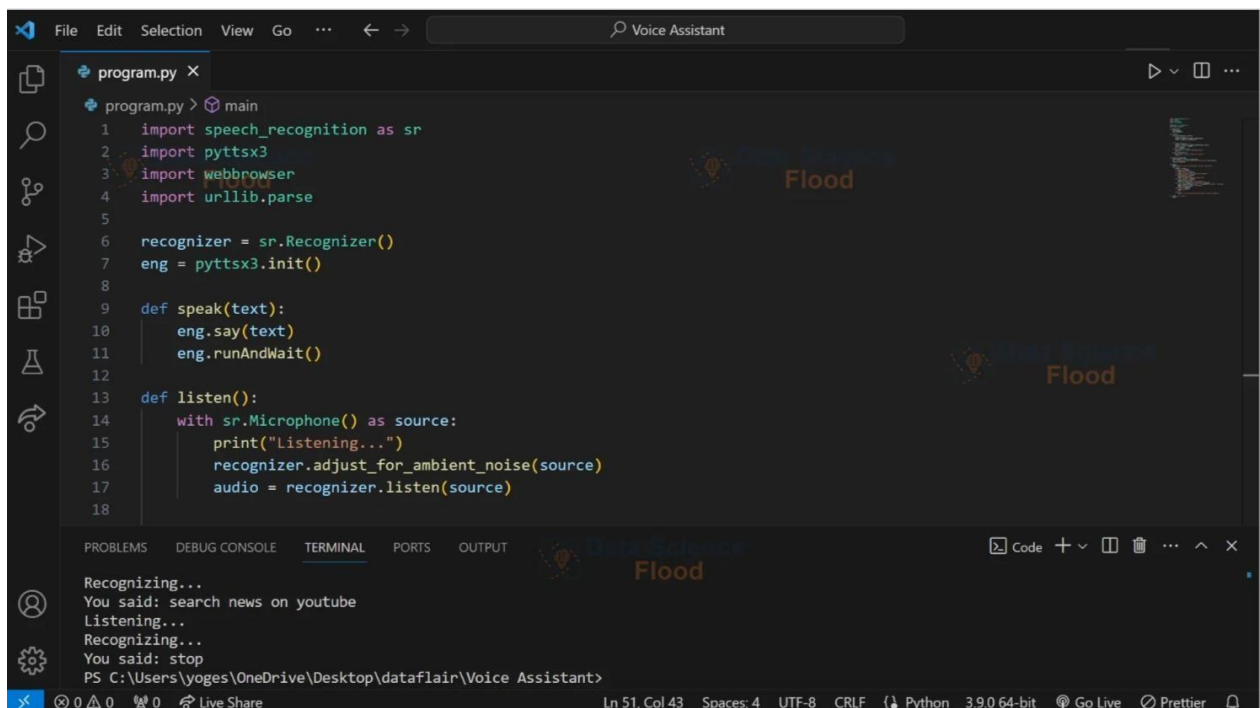 File Edit Selection View Go ··· ← → Voice Assistant
program.py ×
program.py > main
1 import speech_recognition as sr
2 import pyttsx3
3 import webbrowser
4 import urllib.parse
5
6 recognizer = sr.Recognizer()
7 eng = pyttsx3.init()
8
9 def speak(text):
10 eng.say(text)
11 eng.runAndWait()
12
13 def listen():
14 with sr.Microphone() as source:
15 print("Listening...")
16 recognizer.adjust_for_ambient_noise(source)
17 audio = recognizer.listen(source)
18
Flood
Flood
Flood
PROBLEMS DEBUG CONSOLE TERMINAL PORTS OUTPUT Code
Data Science
Flood
Recognizing...
You said: search news on youtube
Listening...
Recognizing...
You said: stop
PS C:\Users\yoges\OneDrive\Desktop\dataflair\Voice Assistant>
0 0 0 Live Share Ln 51, Col 43 Spaces: 4 UTF-8 CRLF Python 3.9.0 64-bit Go Live Prettier